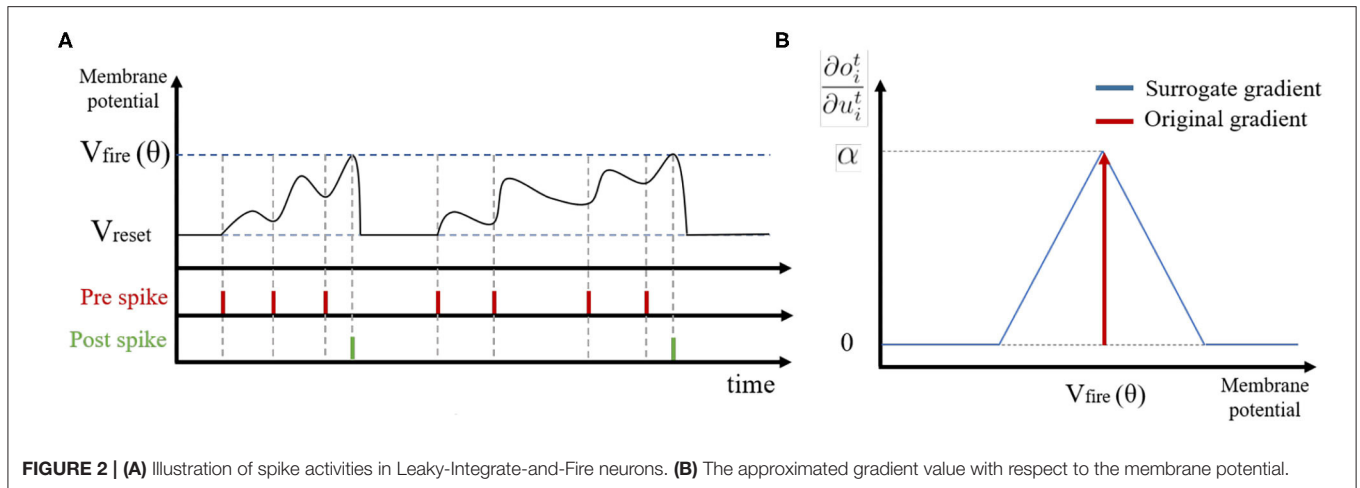 A
Membrane
potential
Vfire (θ)
Vreset
Pre spike
Post spike
time
B
∂oᵢᵗ
∂uᵢᵗ
α
0
Surrogate gradient
Original gradient
Vfire (θ)
Membrane
potential
FIGURE 2 | (A) Illustration of spike activities in Leaky-Integrate-and-Fire neurons. (B) The approximated gradient value with respect to the membrane potential.